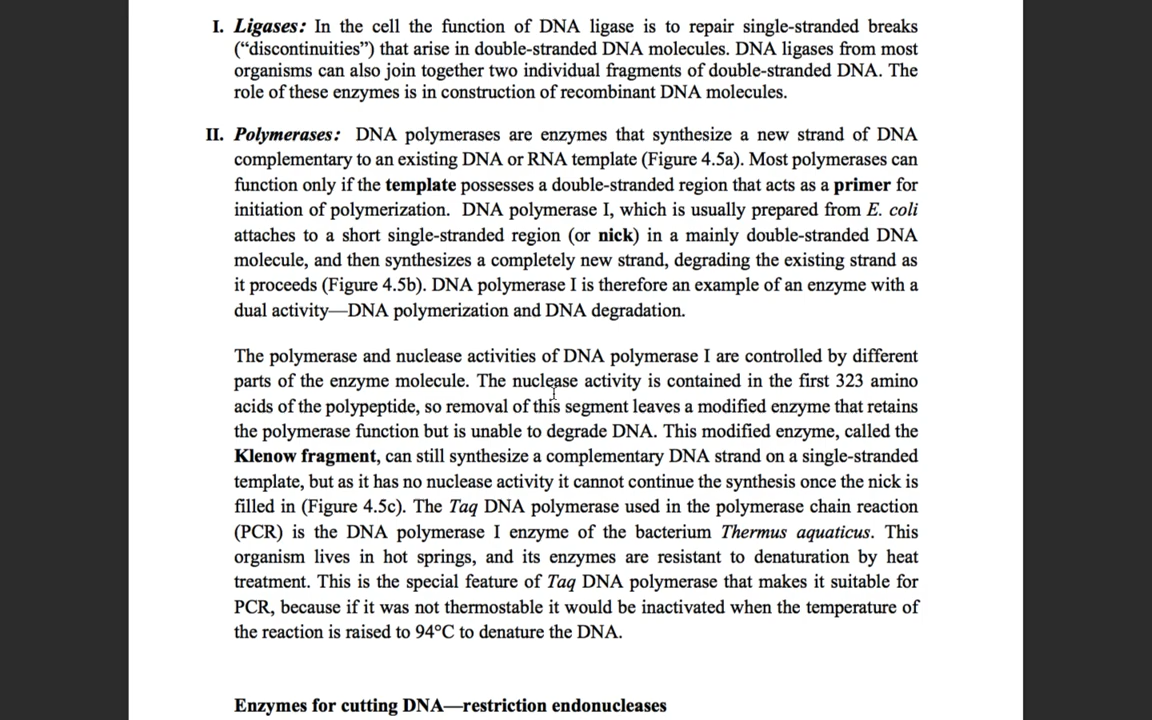 I. Ligases: In the cell the function of DNA ligase is to repair single-stranded breaks
(“discontinuities”) that arise in double-stranded DNA molecules. DNA ligases from most
organisms can also join together two individual fragments of double-stranded DNA. The
role of these enzymes is in construction of recombinant DNA molecules.
II. Polymerases: DNA polymerases are enzymes that synthesize a new strand of DNA
complementary to an existing DNA or RNA template (Figure 4.5a). Most polymerases can
function only if the template possesses a double-stranded region that acts as a primer for
initiation of polymerization. DNA polymerase I, which is usually prepared from E. coli
attaches to a short single-stranded region (or nick) in a mainly double-stranded DNA
molecule, and then synthesizes a completely new strand, degrading the existing strand as
it proceeds (Figure 4.5b). DNA polymerase I is therefore an example of an enzyme with a
dual activity—DNA polymerization and DNA degradation.
The polymerase and nuclease activities of DNA polymerase I are controlled by different
parts of the enzyme molecule. The nuclease activity is contained in the first 323 amino
acids of the polypeptide, so removal of this segment leaves a modified enzyme that retains
the polymerase function but is unable to degrade DNA. This modified enzyme, called the
Klenow fragment, can still synthesize a complementary DNA strand on a single-stranded
template, but as it has no nuclease activity it cannot continue the synthesis once the nick is
filled in (Figure 4.5c). The Taq DNA polymerase used in the polymerase chain reaction
(PCR) is the DNA polymerase I enzyme of the bacterium Thermus aquaticus. This
organism lives in hot springs, and its enzymes are resistant to denaturation by heat
treatment. This is the special feature of Taq DNA polymerase that makes it suitable for
PCR, because if it was not thermostable it would be inactivated when the temperature of
the reaction is raised to 94°C to denature the DNA.
Enzymes for cutting DNA—restriction endonucleases